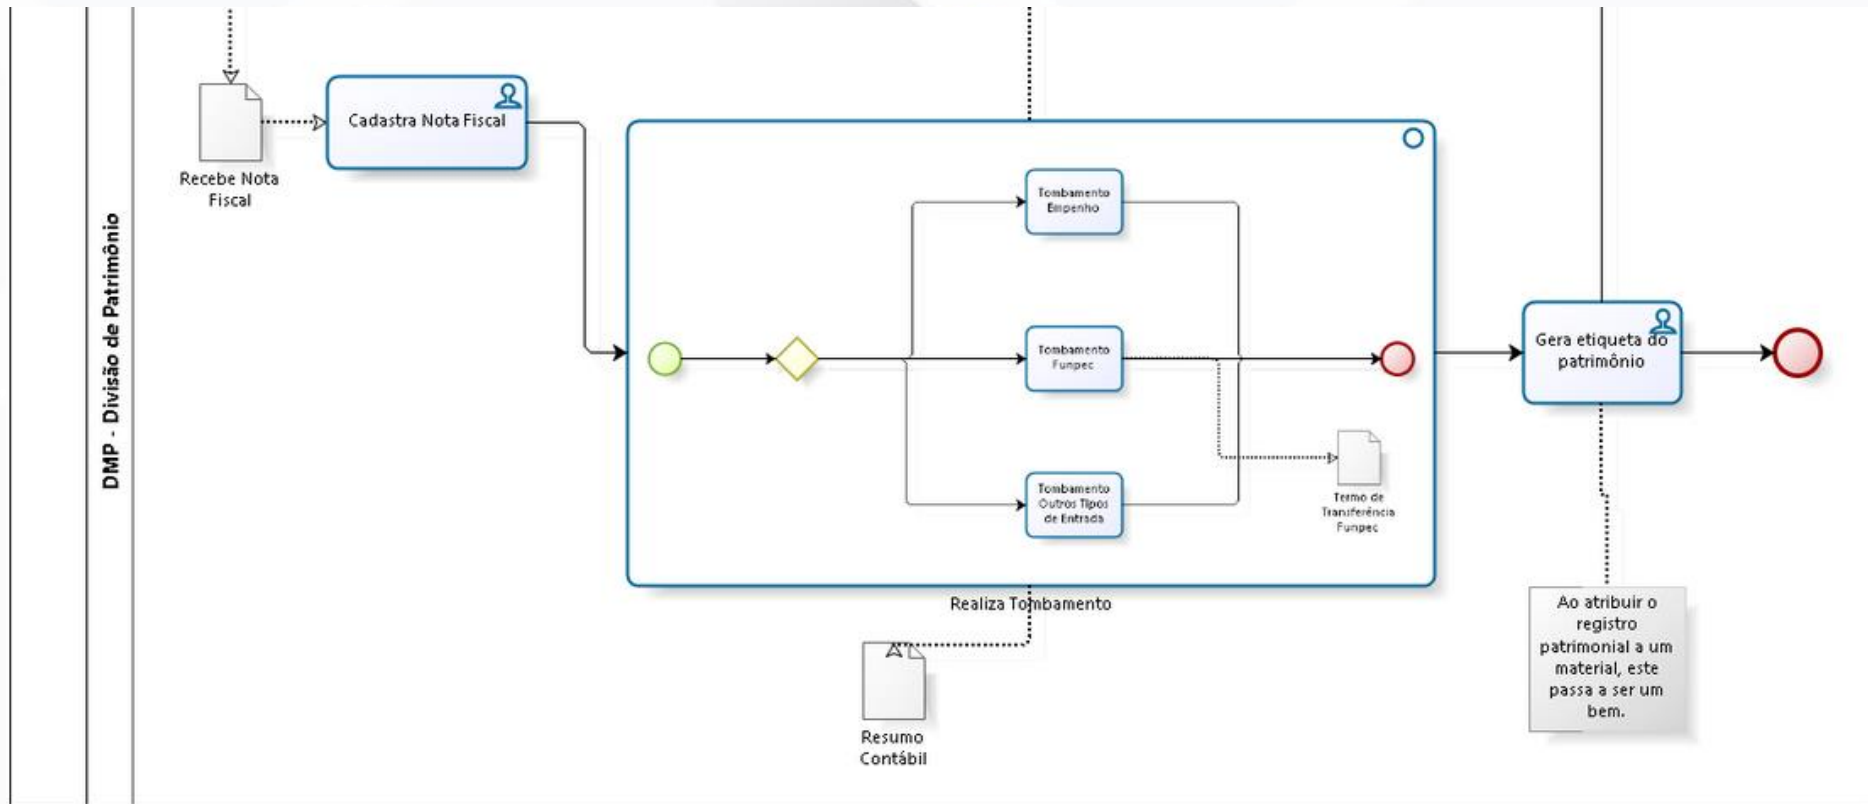 DMP - Divisão de Patrimônio
Recebe Nota
Fiscal
Cadastra Nota Fiscal
Tombamento
Empenho
Tombamento
Funpec
Tombamento
Outros Tipos
de Entrada
Termo de
Transferência
Funpec
Realiza Tombamento
Resumo
Contábil
Gera etiqueta do
patrimônio
Ao atribuir o
registro
patrimonial a um
material, este
passa a ser um
bem.